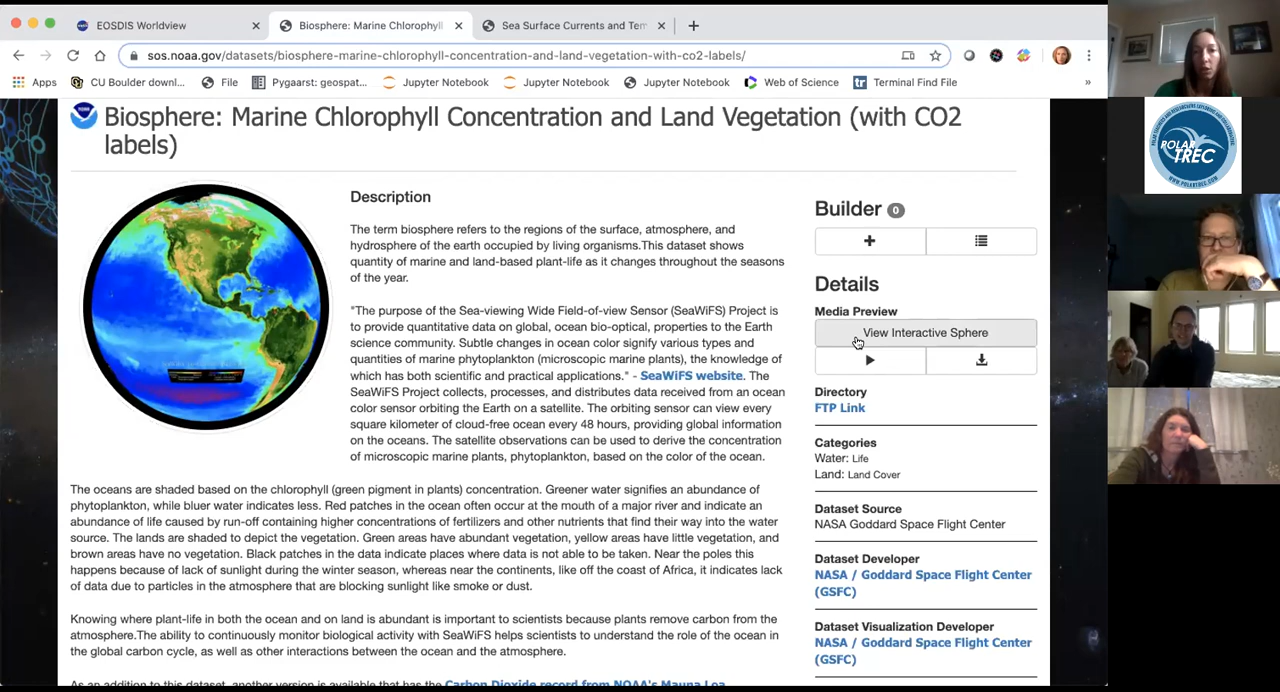 EOSDIS Worldview
Biosphere: Marine Chlorophyll
Sea Surface Currents and Tem
sos.noaa.gov/datasets/biosphere-marine-chlorophyll-concentration-and-land-vegetation-with-co2-labels/
Apps
CU Boulder downl...
File
Pygaarst: geospat...
Jupyter Notebook
Jupyter Notebook
Jupyter Notebook
Web of Science
Terminal Find File
»
Biosphere: Marine Chlorophyll Concentration and Land Vegetation (with CO2
labels)
Description
The term biosphere refers to the regions of the surface, atmosphere, and
hydrosphere of the earth occupied by living organisms.This dataset shows
quantity of marine and land-based plant-life as it changes throughout the seasons
of the year.
"The purpose of the Sea-viewing Wide Field-of-view Sensor (SeaWiFS) Project is
to provide quantitative data on global, ocean bio-optical, properties to the Earth
science community. Subtle changes in ocean color signify various types and
quantities of marine phytoplankton (microscopic marine plants), the knowledge of
which has both scientific and practical applications." - SeaWiFS website. The
SeaWiFS Project collects, processes, and distributes data received from an ocean
color sensor orbiting the Earth on a satellite. The orbiting sensor can view every
square kilometer of cloud-free ocean every 48 hours, providing global information
on the oceans. The satellite observations can be used to derive the concentration
of microscopic marine plants, phytoplankton, based on the color of the ocean.
The oceans are shaded based on the chlorophyll (green pigment in plants) concentration. Greener water signifies an abundance of
phytoplankton, while bluer water indicates less. Red patches in the ocean often occur at the mouth of a major river and indicate an
abundance of life caused by run-off containing higher concentrations of fertilizers and other nutrients that find their way into the water
source. The lands are shaded to depict the vegetation. Green areas have abundant vegetation, yellow areas have little vegetation, and
brown areas have no vegetation. Black patches in the data indicate places where data is not able to be taken. Near the poles this
happens because of lack of sunlight during the winter season, whereas near the continents, like off the coast of Africa, it indicates lack
of data due to particles in the atmosphere that are blocking sunlight like smoke or dust.
Knowing where plant-life in both the ocean and on land is abundant is important to scientists because plants remove carbon from the
atmosphere.The ability to continuously monitor biological activity with SeaWiFS helps scientists to understand the role of the ocean in
the global carbon cycle, as well as other interactions between the ocean and the atmosphere.
As an addition to this dataset, another version is available that has the Carbon Dioxide record from NOAA's Mauna Loa
Builder 0
Details
Media Preview
View Interactive Sphere
Directory
FTP Link
Categories
Water: Life
Land: Land Cover
Dataset Source
NASA Goddard Space Flight Center
Dataset Developer
NASA / Goddard Space Flight Center
(GSFC)
Dataset Visualization Developer
NASA / Goddard Space Flight Center
(GSFC)
POLAR
TREC
WWW.POLARTREC.COM